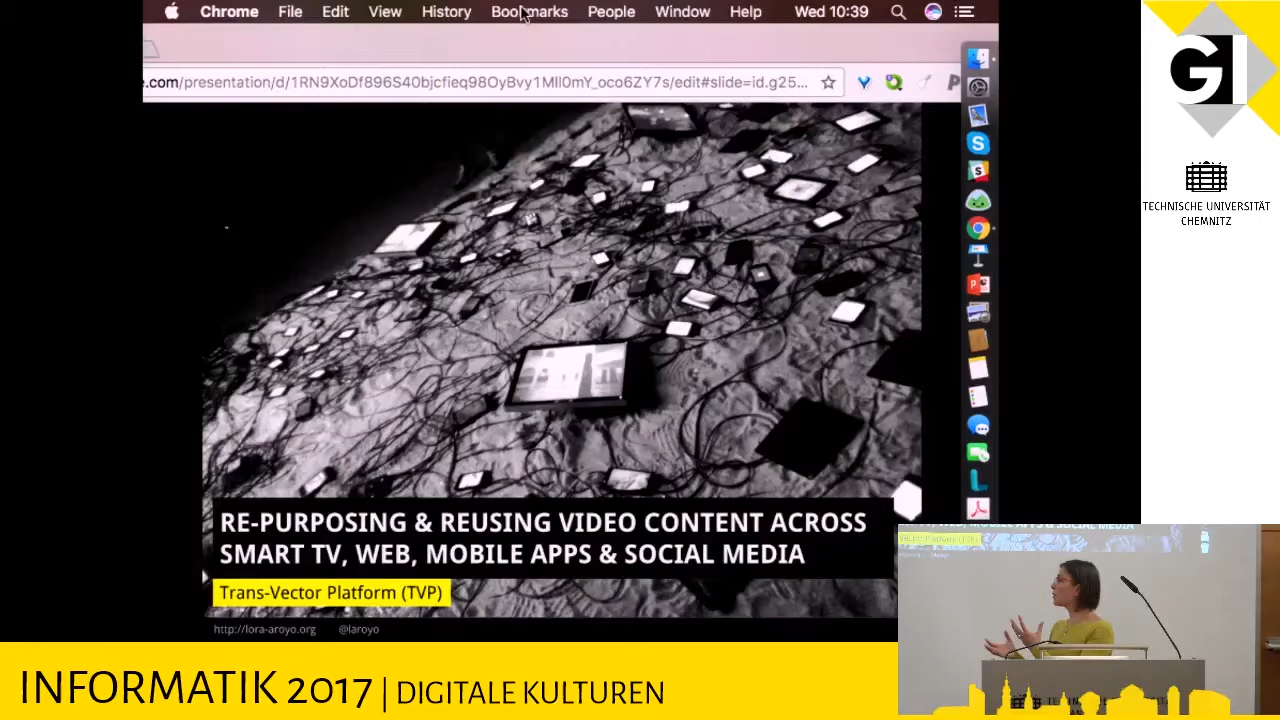 Chrome File Edit View History Bookmarks People Window Help Wed 10:39
e.com/presentation/d/1RN9XoDf896S40bjcfieq98OyBvy1Mll0mY_oco6ZY7s/edit#slide=id.g25...
GI
TECHNISCHE UNIVERSITÄT
CHEMNITZ
RE-PURPOSING & REUSING VIDEO CONTENT ACROSS
SMART TV, WEB, MOBILE APPS & SOCIAL MEDIA
Trans-Vector Platform (TVP)
http://lora-aroyo.org @laroyo
INFORMATIK 2017 | DIGITALE KULTUREN